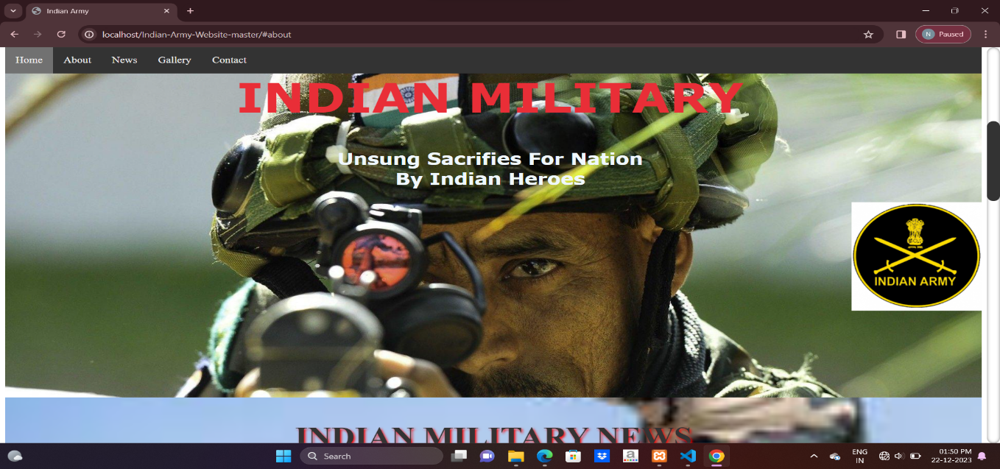 Indian Army
localhost/Indian-Army-Website-master/#about
N Paused
Home About News Gallery Contact
INDIAN MILITARY
Unsung Sacrifies For Nation
By Indian Heroes
INDIAN ARMY
INDIAN MILITARY NEWS
Search
a
ENG
IN
01:50 PM
22-12-2023